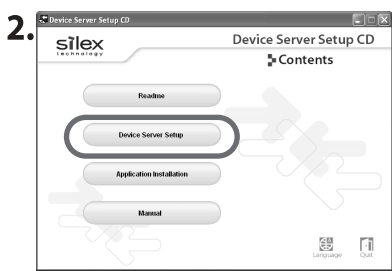 2.
Device Server Setup CD
silex
technology
Device Server Setup CD
Contents
Readme
Device Server Setup
Application Installation
Manual
Language
Quit